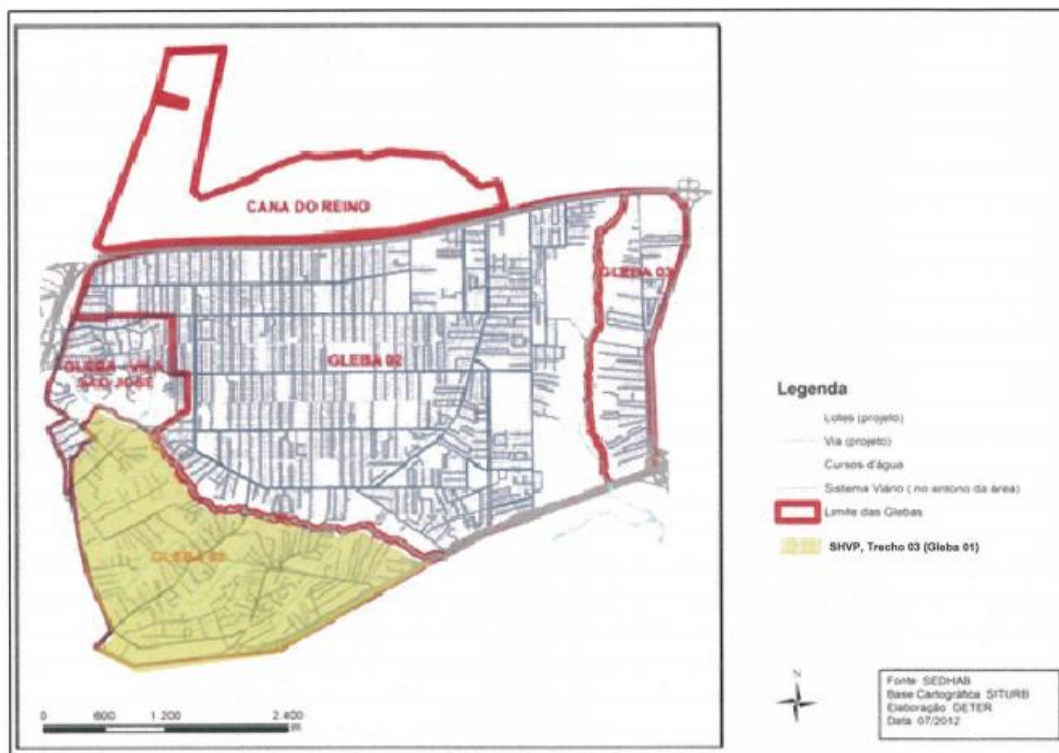 CANA DO REINO
GLEBA 03
GLEBA 02
GLEBA - VILA
SÃO JOSÉ
GLEBA
Legenda
Lotes (projeto)
Via (projeto)
Cursos d'água
Sistema Viário ( no entorno da área)
Limite das Glebas
SHVP, Trecho 03 (Gleba 01)
0 600 1.200 2.400
m
Fonte SEDHAB
Base Cartográfica SITURB
Elaboração GETER
Data 07/2012